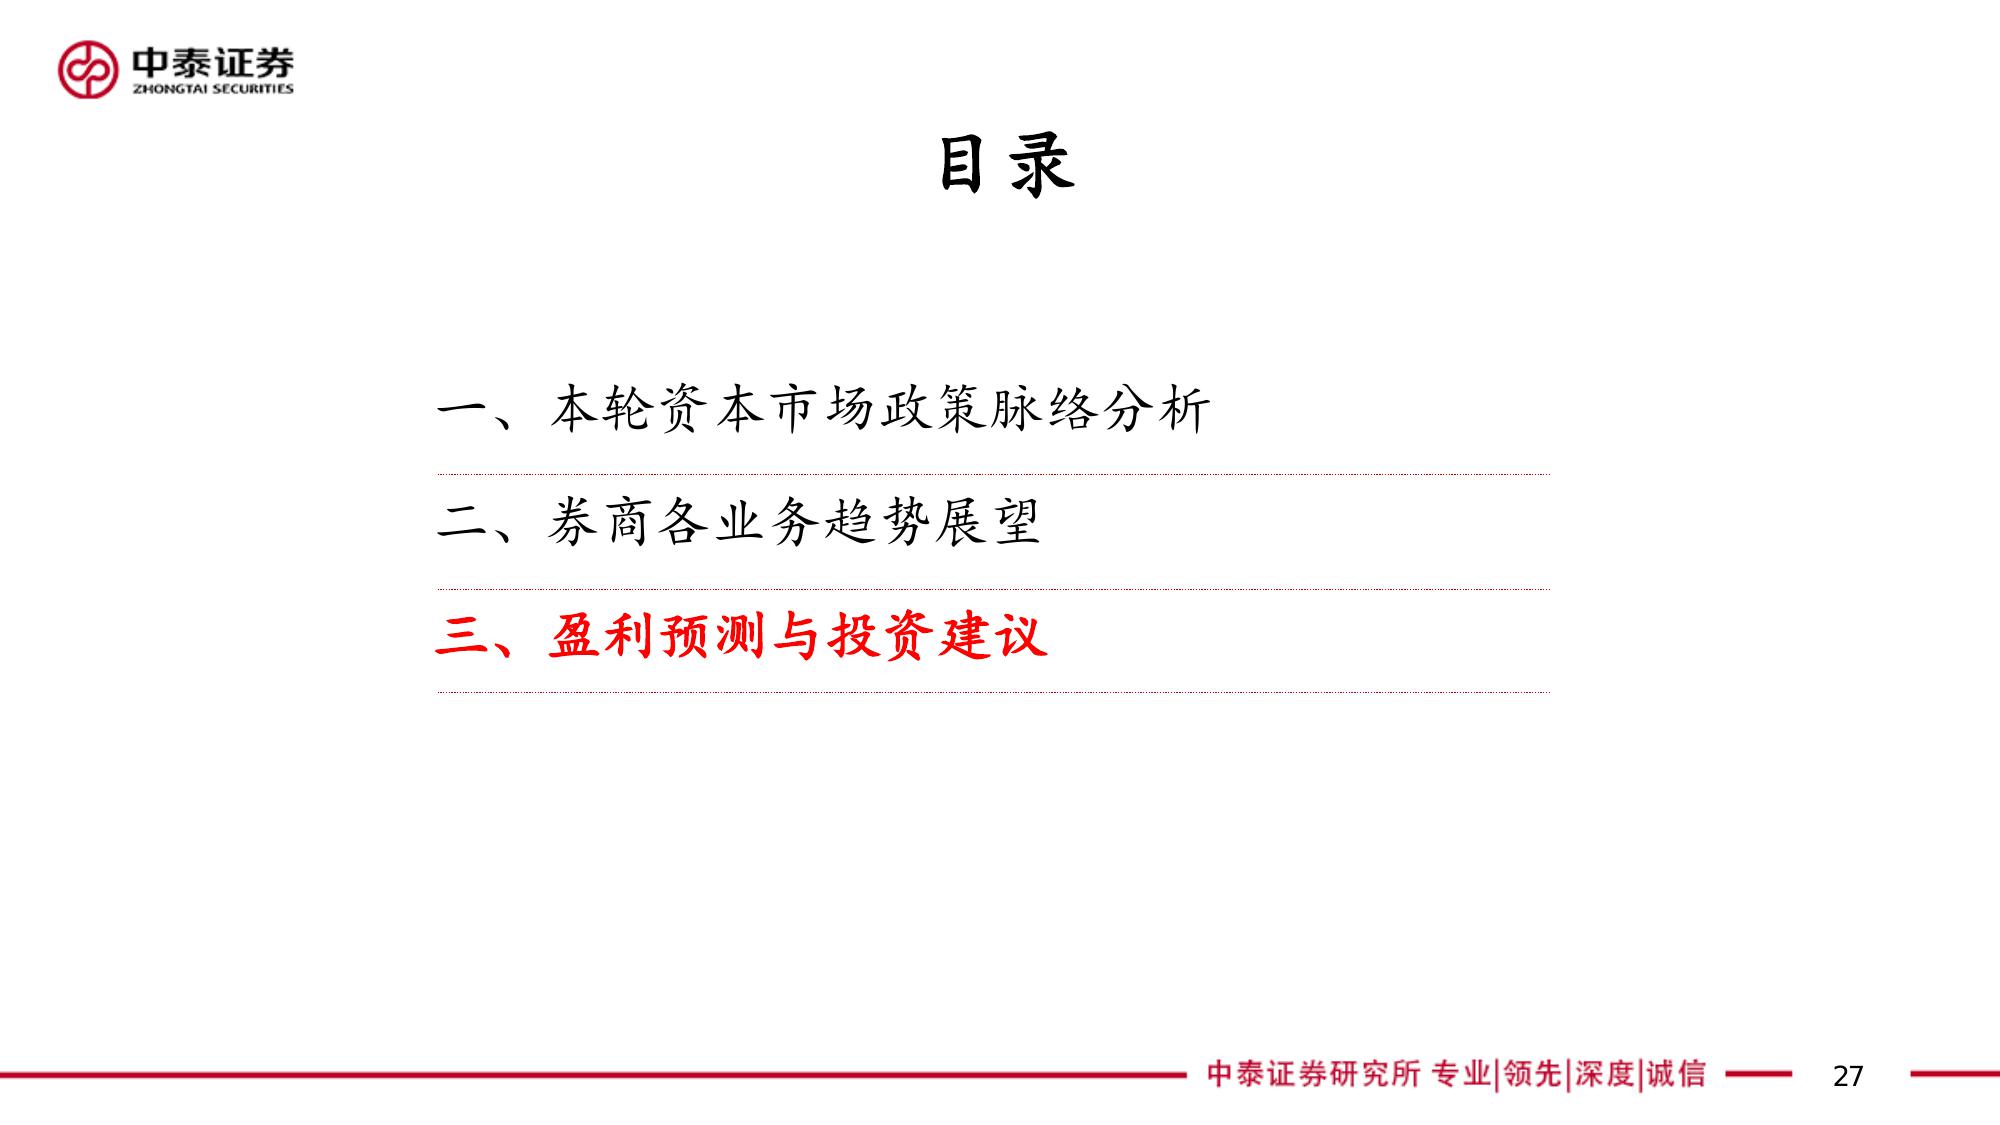 中泰证券
ZHONGTAI SECURITIES
目录
一、本轮资本市场政策脉络分析
二、券商各业务趋势展望
三、盈利预测与投资建议
中泰证券研究所 专业|领先|深度|诚信
27